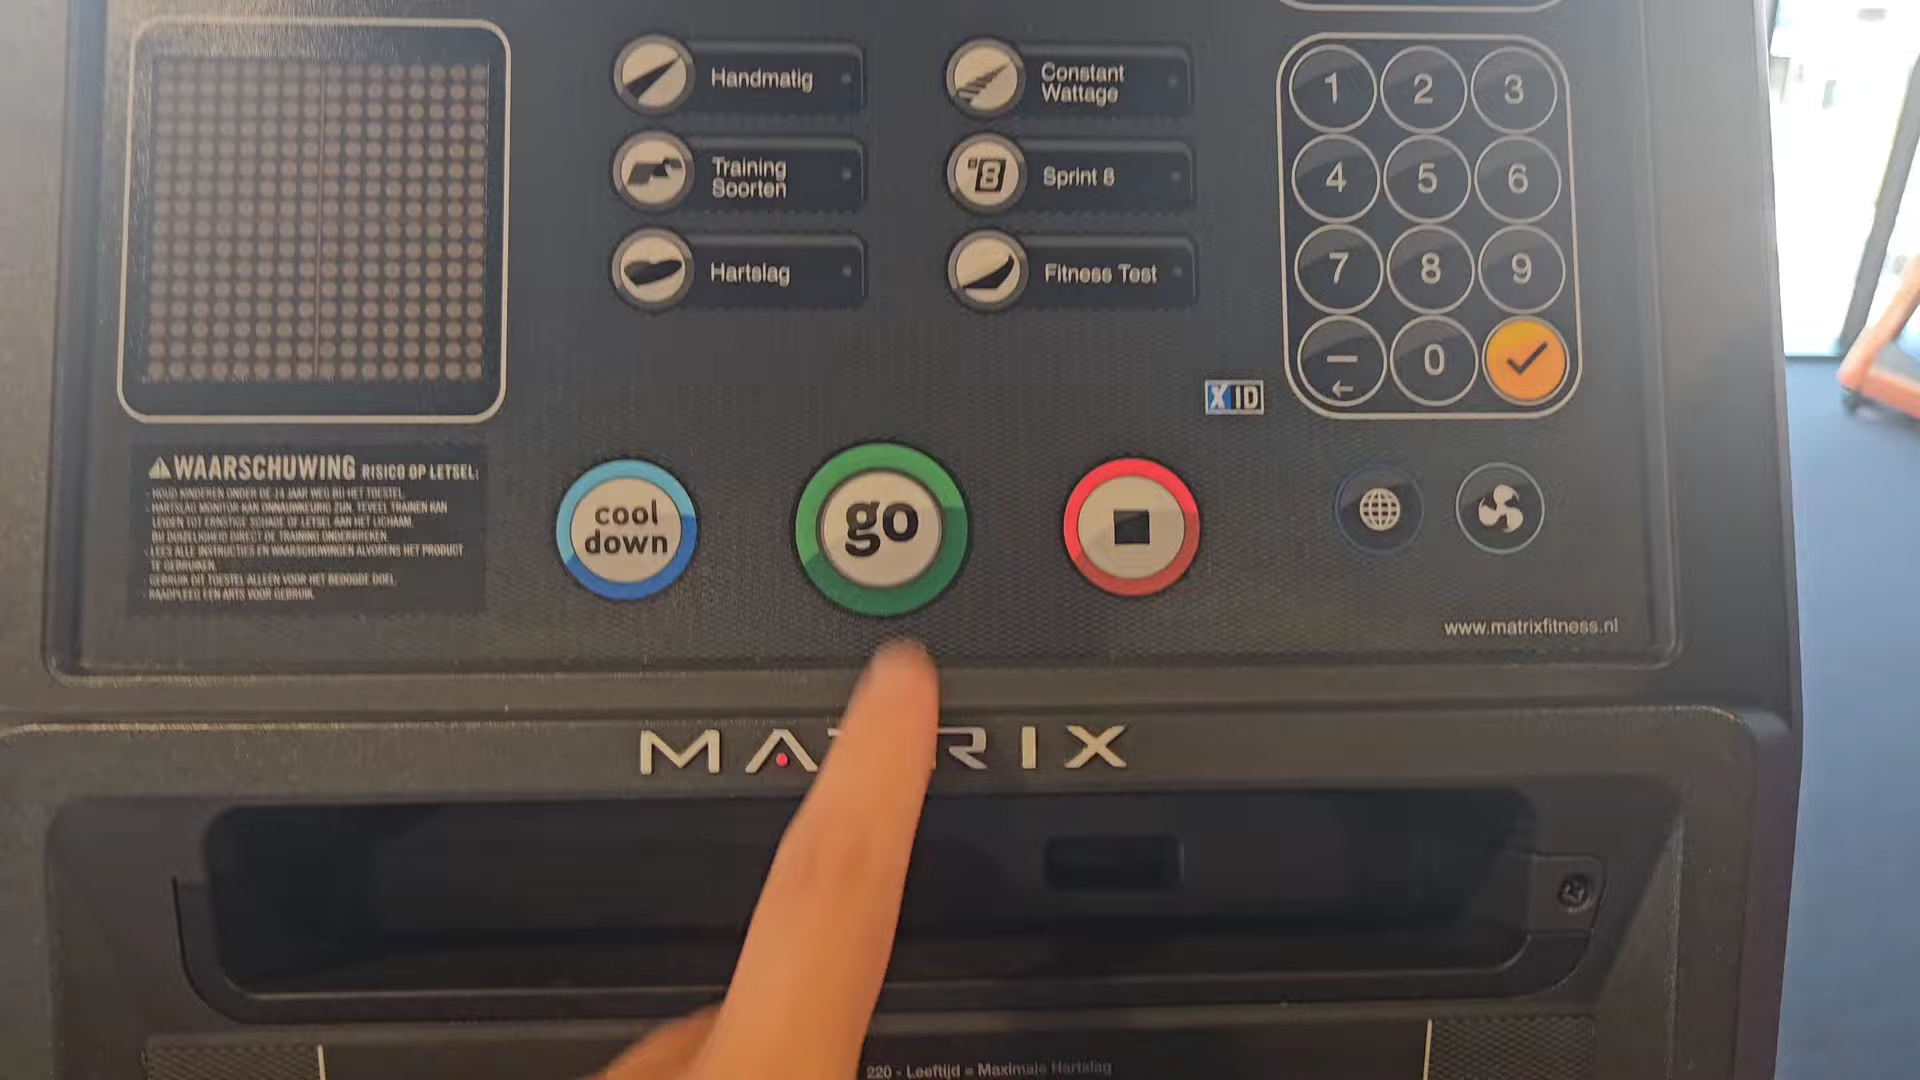 Handmatig
Constant
Wattage
Training
Soorten
Sprint 8
Hartslag
Fitness Test
1 2 3
4 5 6
7 8 9
0
XID
WAARSCHUWING RISICO OP LETSEL:
- HOUD KINDEREN ONDER DE 14 JAAR WEG BIJ HET TOESTEL.
- HARTSLAG MONITOR KAN ONNAUWKEURIG ZIJN. TEVEEL TRAINEN KAN
LEIDEN TOT ERNSTIGE SCHADE OF LETSEL AAN HET LICHAAM.
BIJ DUIZELIGHEID DIRECT DE TRAINING ONDERBREKEN.
- LEES ALLE INSTRUCTIES EN WAARSCHUWINGEN ALVORENS HET PRODUCT
TE GEBRUIKEN.
GEBRUIK DIT TOESTEL ALLEEN VOOR HET BEOOGDE DOEL.
- RAADPLEEG EEN ARTS VOOR GEBRUIK.
cool
down
go
www.matrixfitness.nl
MATRIX
220 - Leeftijd = Maximale Hartslag